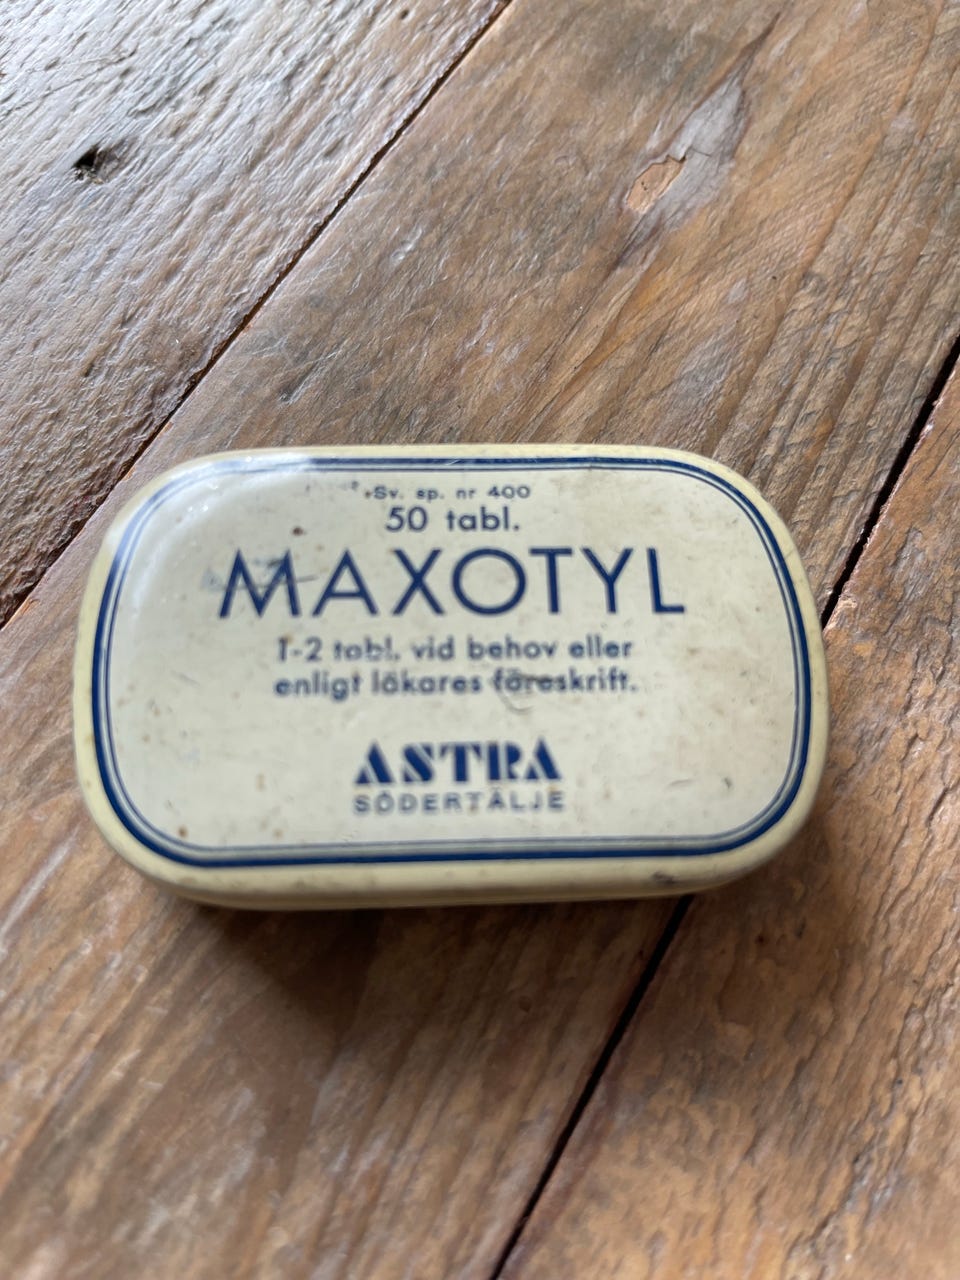 Sv. sp. nr 400
50 tabl.
MAXOTYL
1-2 tabl. vid behov eller
enligt läkares föreskrift.
ASTRA
SÖDERTÄLJE